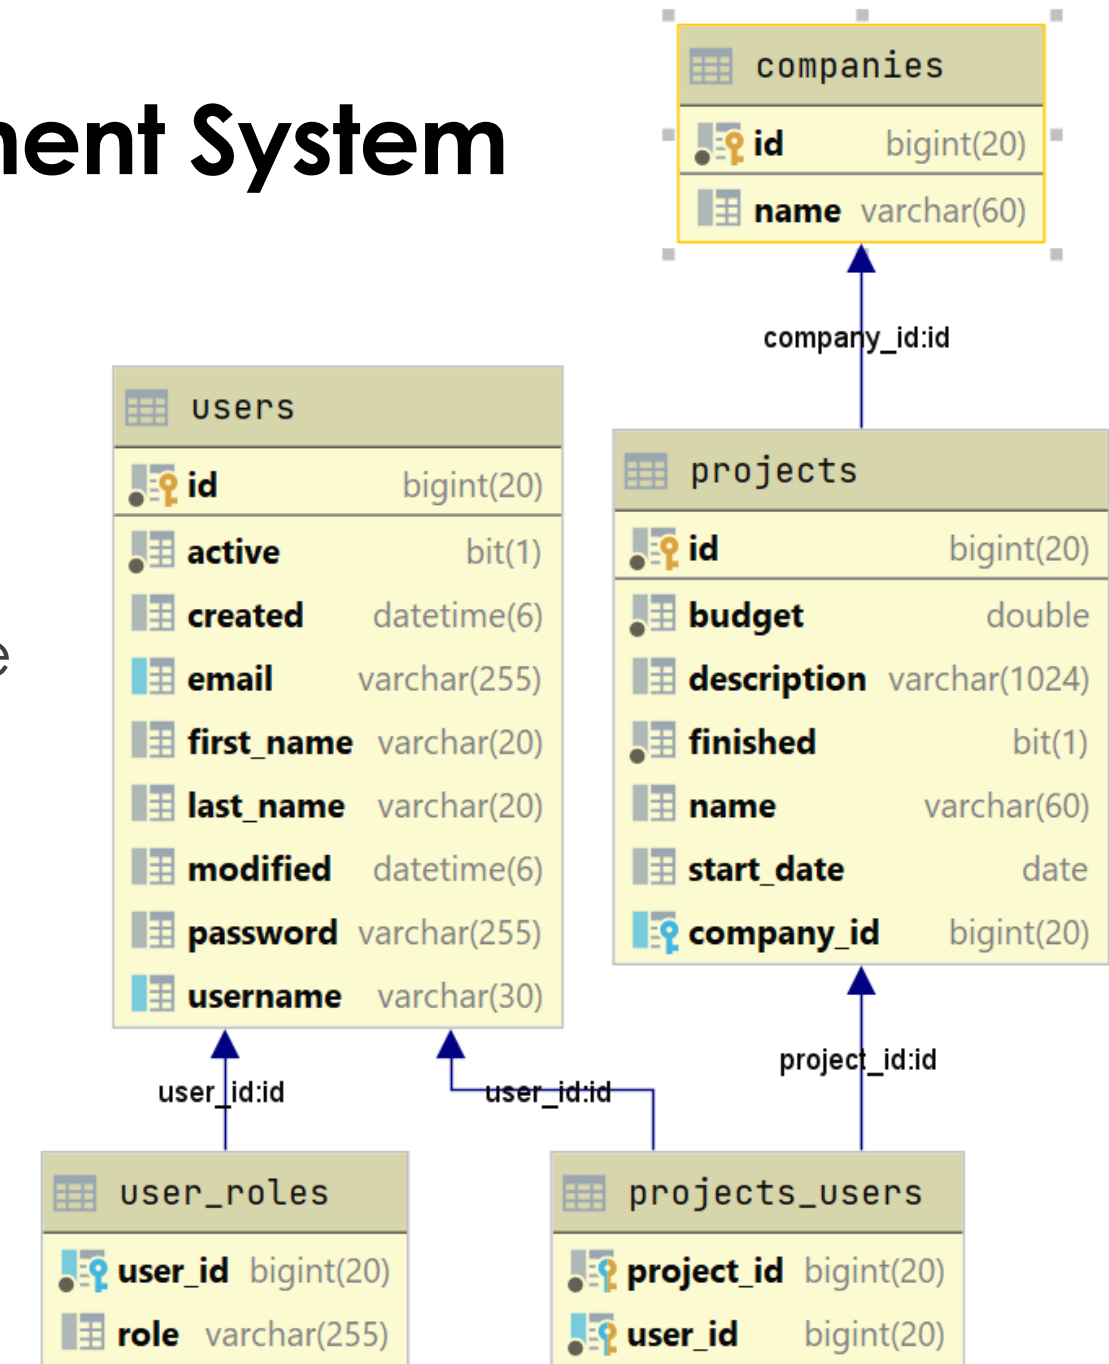 ment System
companies
id bigint(20)
name varchar(60)
company_id:id
users
id bigint(20)
active bit(1)
created datetime(6)
email varchar(255)
first_name varchar(20)
last_name varchar(20)
modified datetime(6)
password varchar(255)
username varchar(30)
projects
id bigint(20)
budget double
description varchar(1024)
finished bit(1)
name varchar(60)
start_date date
company_id bigint(20)
e
user_id:id
user_id:id
project_id:id
user_roles
user_id bigint(20)
role varchar(255)
projects_users
project_id bigint(20)
user_id bigint(20)